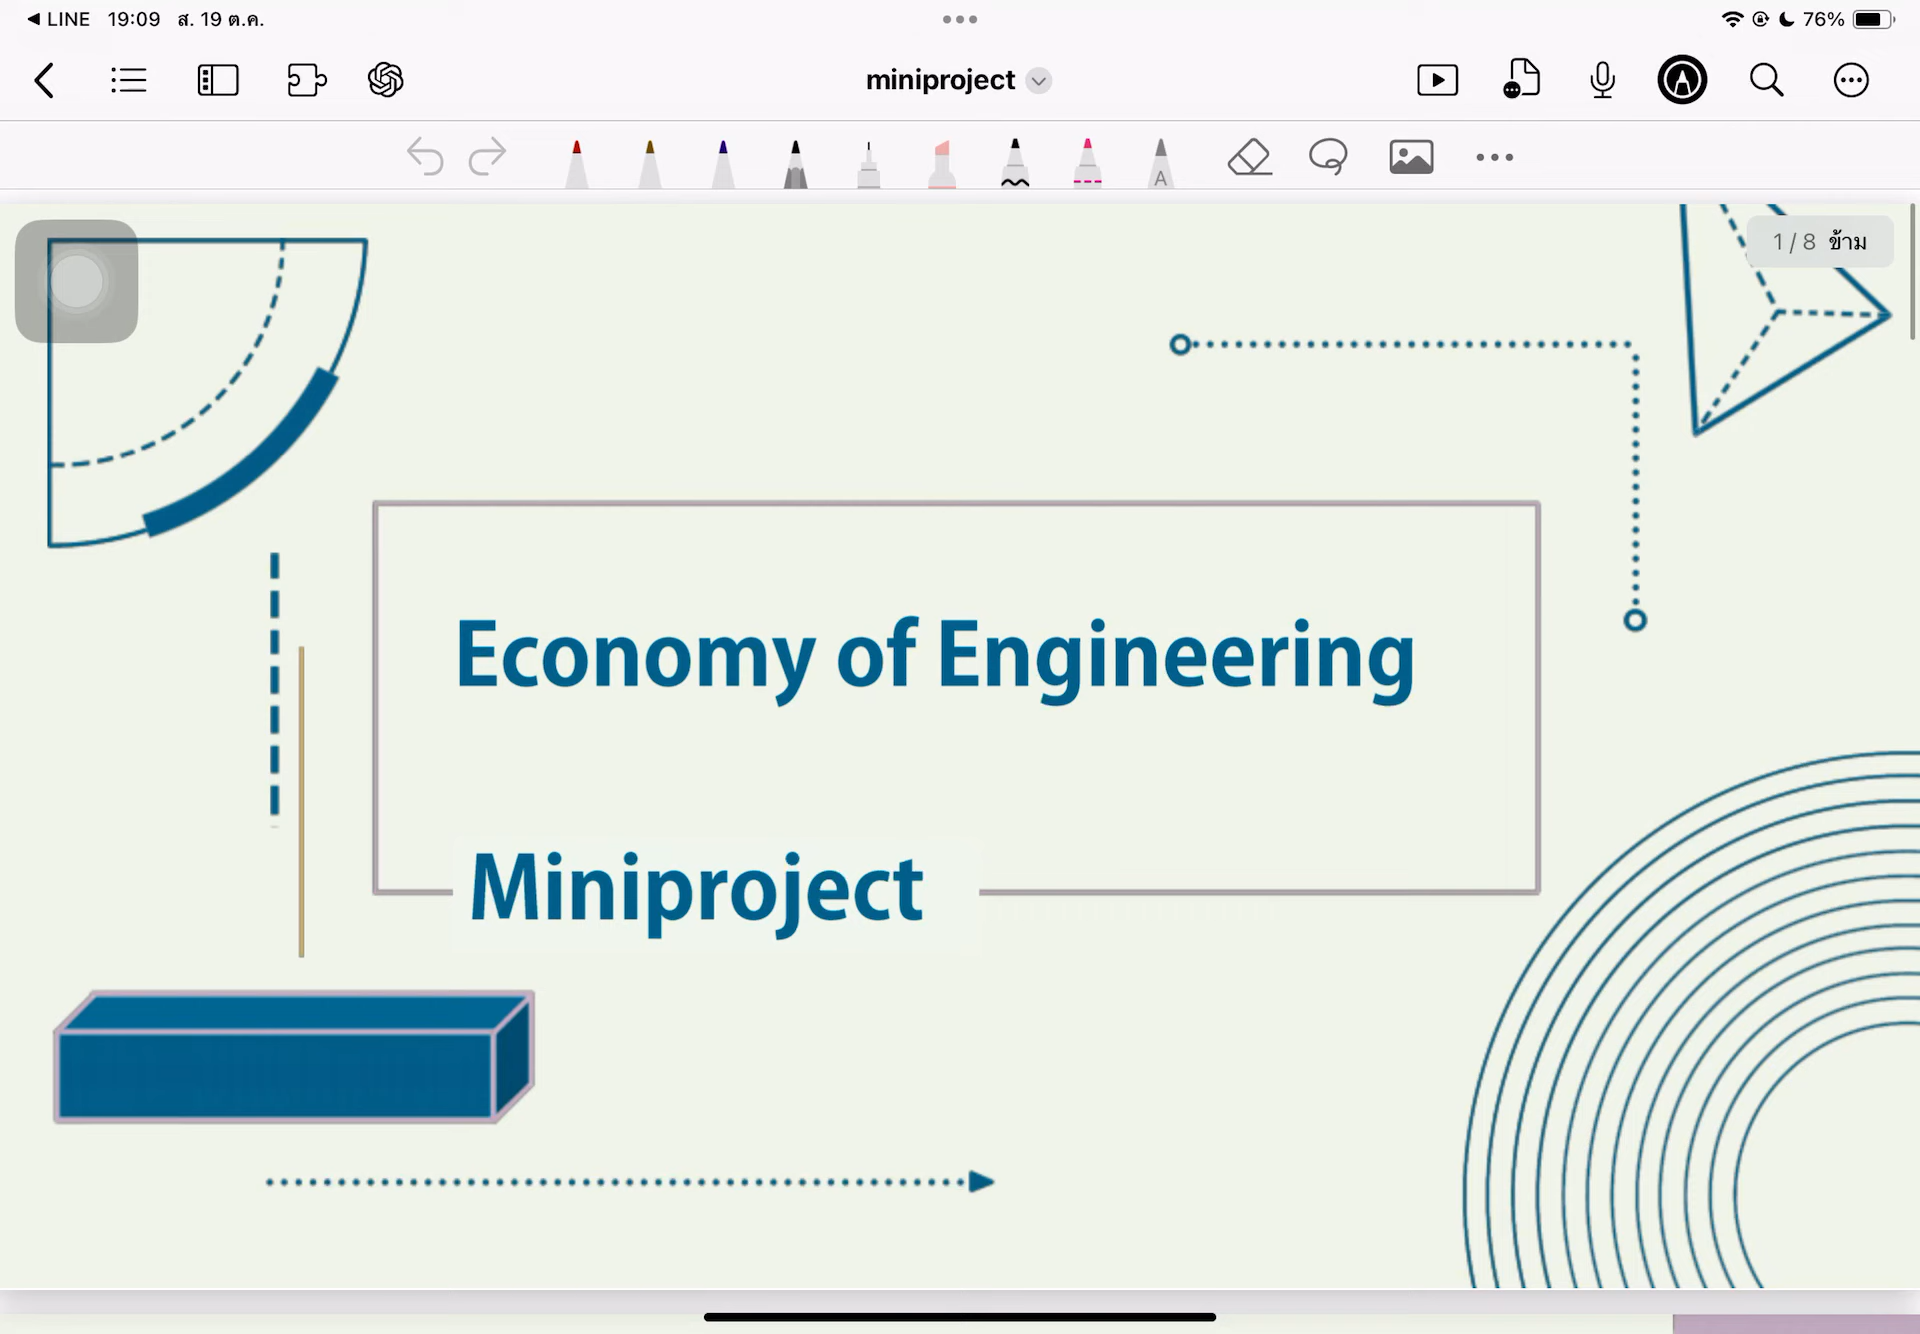 LINE 19:09 ส. 19 ต.ค. 76%
miniproject
A
1 / 8 ข้าม
Economy of Engineering
Miniproject